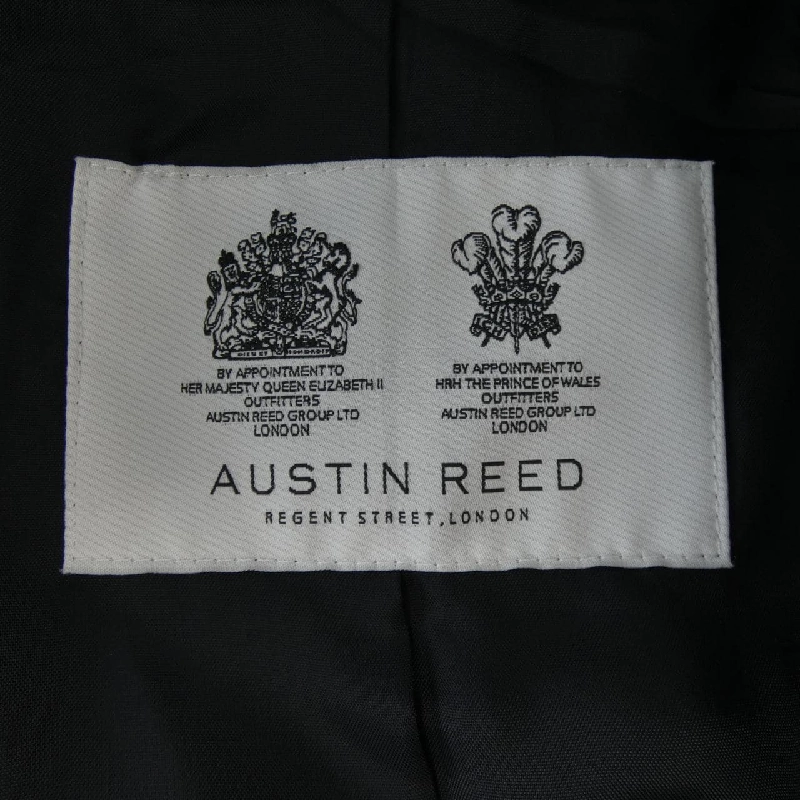 BY APPOINTMENT TO
HER MAJESTY QUEEN ELIZABETH II
OUTFITTERS
AUSTIN REED GROUP LTD
LONDON
BY APPOINTMENT TO
HRH THE PRINCE OF WALES
OUTFITTERS
AUSTIN REED GROUP LTD
LONDON
AUSTIN REED
REGENT STREET, LONDON